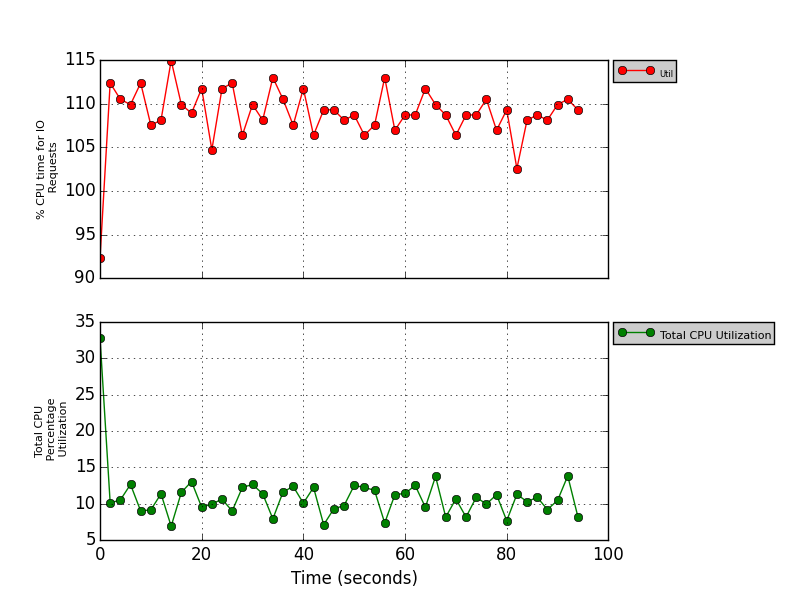 115
110
105
100
95
90
% CPU time for IO
Requests
Util
35
30
25
20
15
10
5
Total CPU
Percentage
Utilization
Total CPU Utilization
0
20
40
60
80
100
Time (seconds)